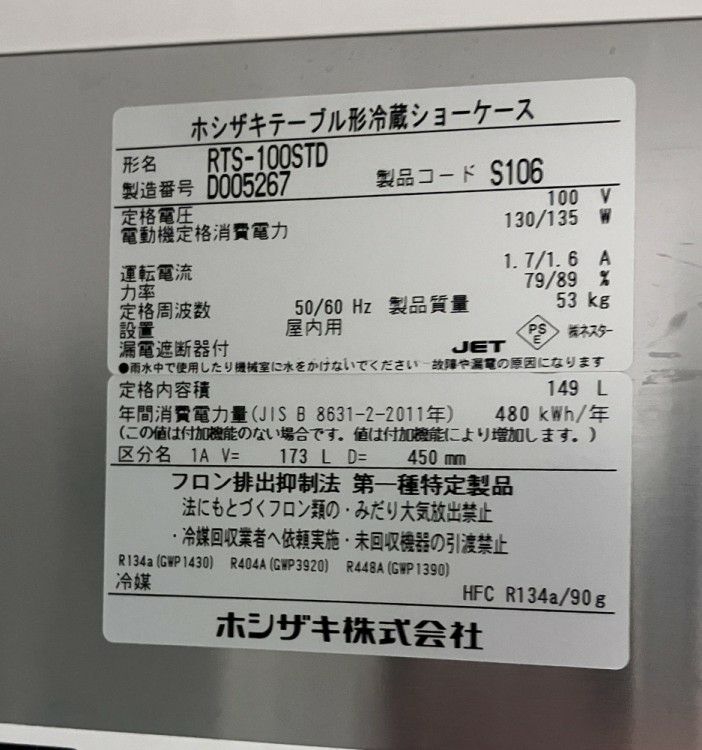 ホシザキテーブル形冷蔵ショーケース
形名 RTS-100STD
製造番号 D005267 製品コード S106
定格電圧 100 V
電動機定格消費電力 130/135 W
運転電流 1.7/1.6 A
力率 79/89 %
定格周波数 50/60 Hz 製品質量 53 kg
設置 屋内用
漏電遮断器付 JET PS E ㈱ネスター
●雨水中で使用したり機械室に水をかけないでください 故障や漏電の原因になります
定格内容積 149 L
年間消費電力量(JIS B 8631-2-2011年) 480 kWh/年
(この値は付加機能のない場合です。値は付加機能により増加します。)
区分名 1A V= 173 L D= 450 mm
フロン排出抑制法 第一種特定製品
法にもとづくフロン類の・みだり大気放出禁止
・冷媒回収業者へ依頼実施・未回収機器の引渡禁止
R134a(GWP1430) R404A(GWP3920) R448A(GWP1390)
冷媒 HFC R134a/90g
ホシザキ株式会社